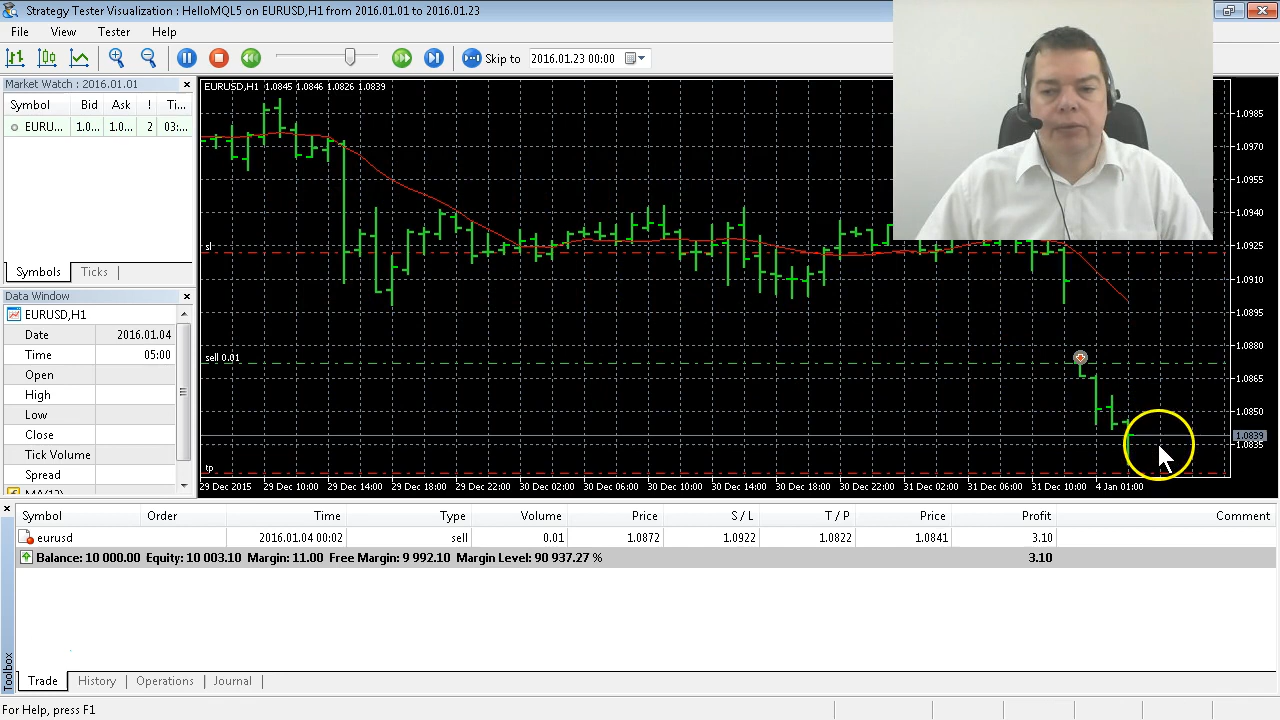 Strategy Tester Visualization : HelloMQL5 on EURUSD,H1 from 2016.01.01 to 2016.01.23
File View Tester Help
Skip to 2016.01.23 00:00
Market Watch : 2016.01.01
Symbol Bid Ask ! Ti...
EURU... 1.0... 1.0... 2 03:...
Symbols Ticks
Data Window
EURUSD,H1
Date 2016.01.04
Time 05:00
Open
High
Low
Close
Tick Volume
Spread
EURUSD,H1 1.0845 1.0846 1.0826 1.0839
sl
sell 0.01
tp
1.0985
1.0970
1.0955
1.0940
1.0925
1.0910
1.0895
1.0880
1.0865
1.0850
1.0839
1.0835
29 Dec 2015 29 Dec 10:00 29 Dec 14:00 29 Dec 18:00 29 Dec 22:00 30 Dec 02:00 30 Dec 06:00 30 Dec 10:00 30 Dec 14:00 30 Dec 18:00 30 Dec 22:00 31 Dec 02:00 31 Dec 06:00 31 Dec 10:00 4 Jan 01:00
Symbol Order Time Type Volume Price S / L T / P Price Profit Comment
eurusd 2016.01.04 00:02 sell 0.01 1.0872 1.0922 1.0822 1.0841 3.10
Balance: 10 000.00 Equity: 10 003.10 Margin: 11.00 Free Margin: 9 992.10 Margin Level: 90 937.27 % 3.10
Toolbox
Trade History Operations Journal
For Help, press F1